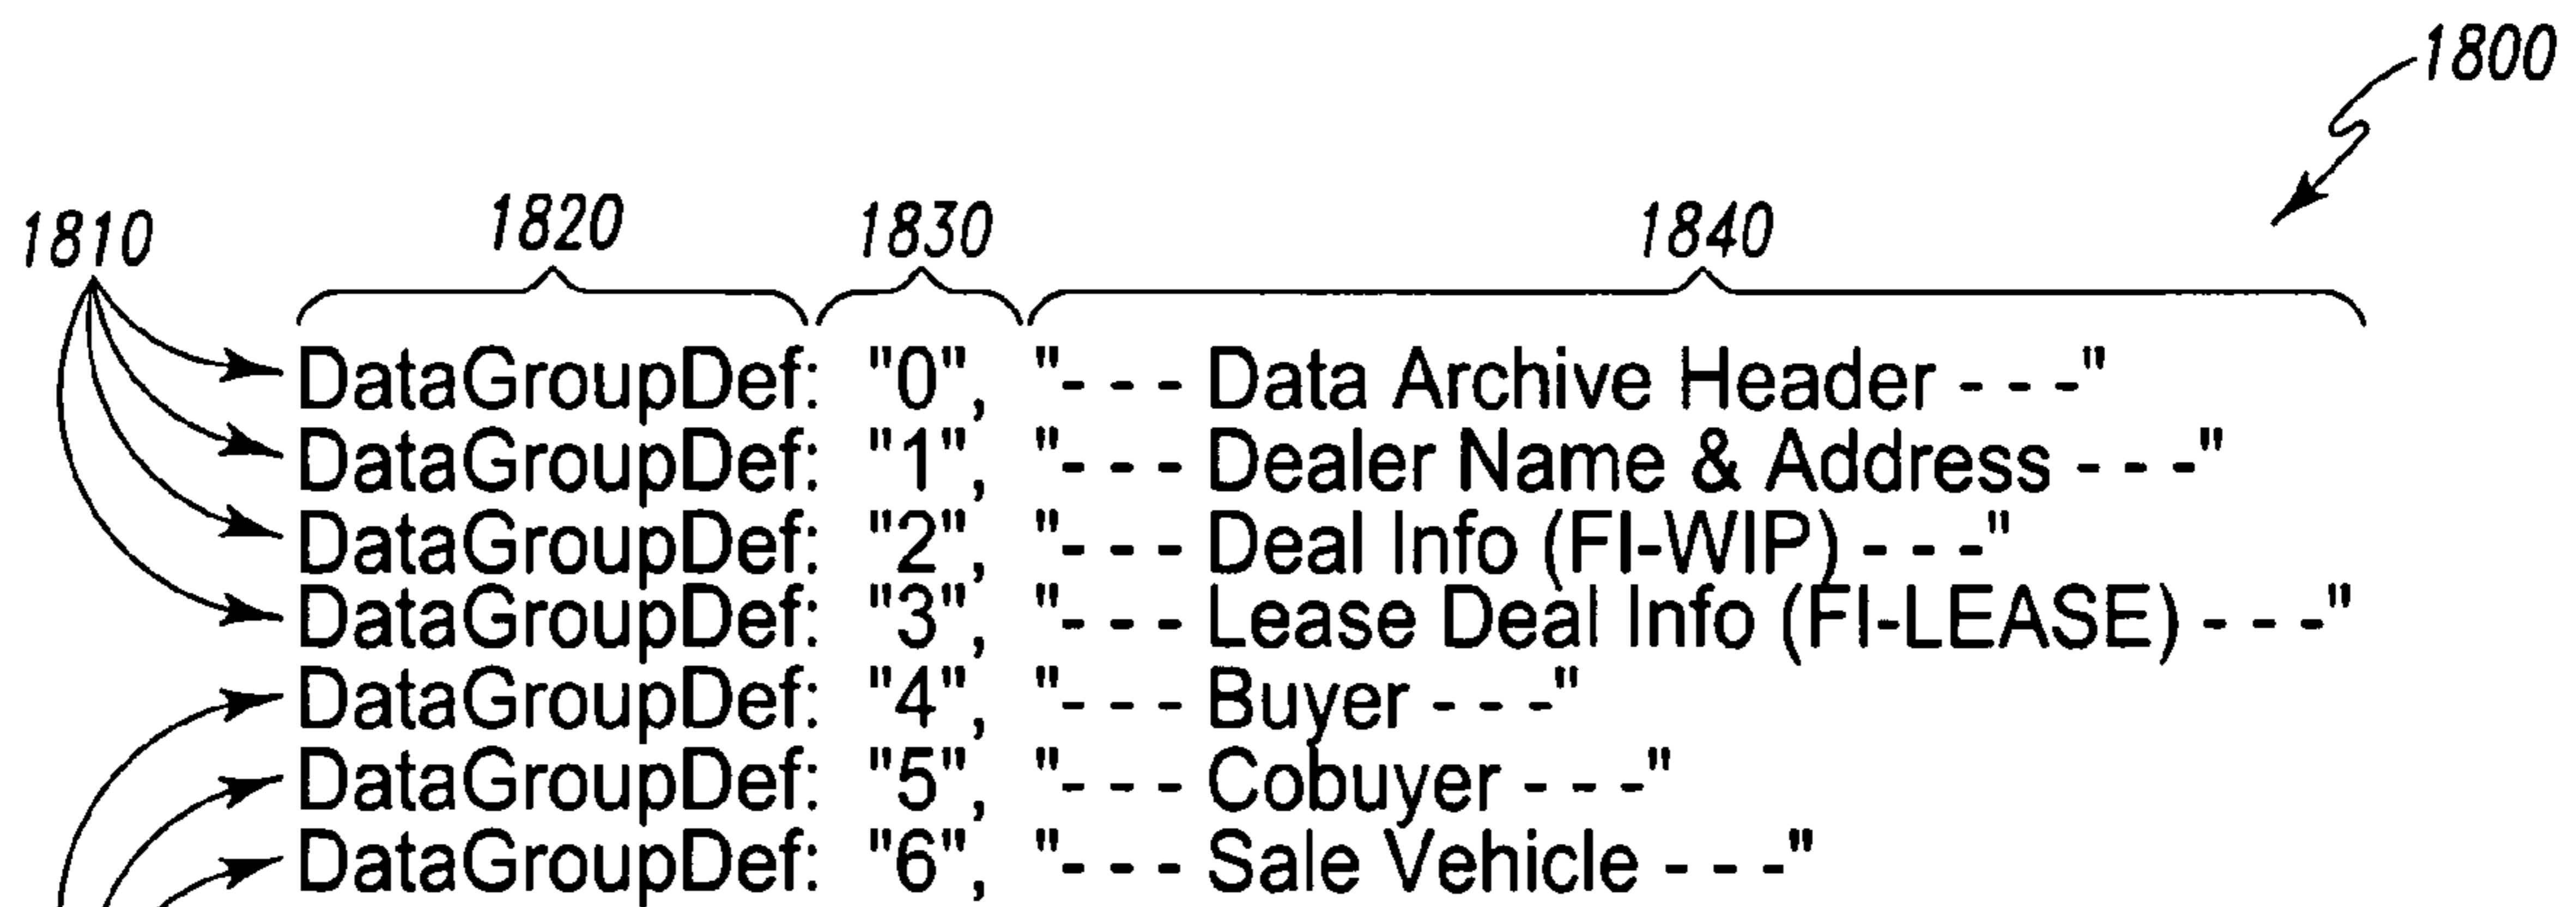 1800
1810 1820 1830 1840
DataGroupDef: "0", "- - - Data Archive Header - - -"
DataGroupDef: "1", "- - - Dealer Name & Address - - -"
DataGroupDef: "2", "- - - Deal Info (FI-WIP) - - -"
DataGroupDef: "3", "- - - Lease Deal Info (FI-LEASE) - - -"
DataGroupDef: "4", "- - - Buyer - - -"
DataGroupDef: "5", "- - - Cobuyer - - -"
DataGroupDef: "6", "- - - Sale Vehicle - - -"